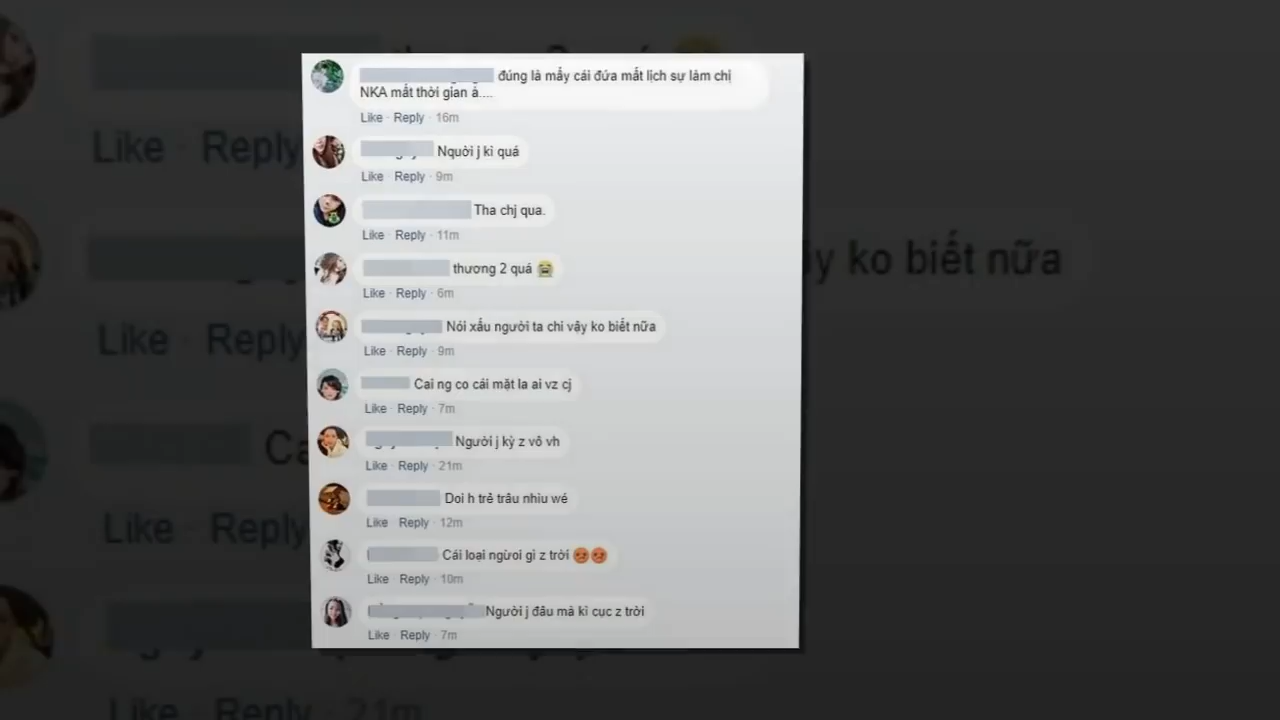 đúng là mấy cái đứa mất lịch sự làm chị
NKA mất thời gian á....
Like · Reply · 16m
Nguòi j kì quá
Like · Reply · 9m
Tha chị qua.
Like · Reply · 11m
thương 2 quá 😭
Like · Reply · 6m
Nói xấu người ta chi vậy ko biết nữa
Like · Reply · 9m
Cai ng co cái mặt la ai vz cj
Like · Reply · 7m
Người j kỳ z vô vh
Like · Reply · 21m
Doi h trẻ trâu nhìu wé
Like · Reply · 12m
Cái loại ngừoi gì z trời 😡😡
Like · Reply · 10m
Người j đâu mà kì cục z trời
Like · Reply · 7m
Like · Reply
Like · Reply
y ko biết nữa
Ca
Like · Reply
Like · Reply · 21m